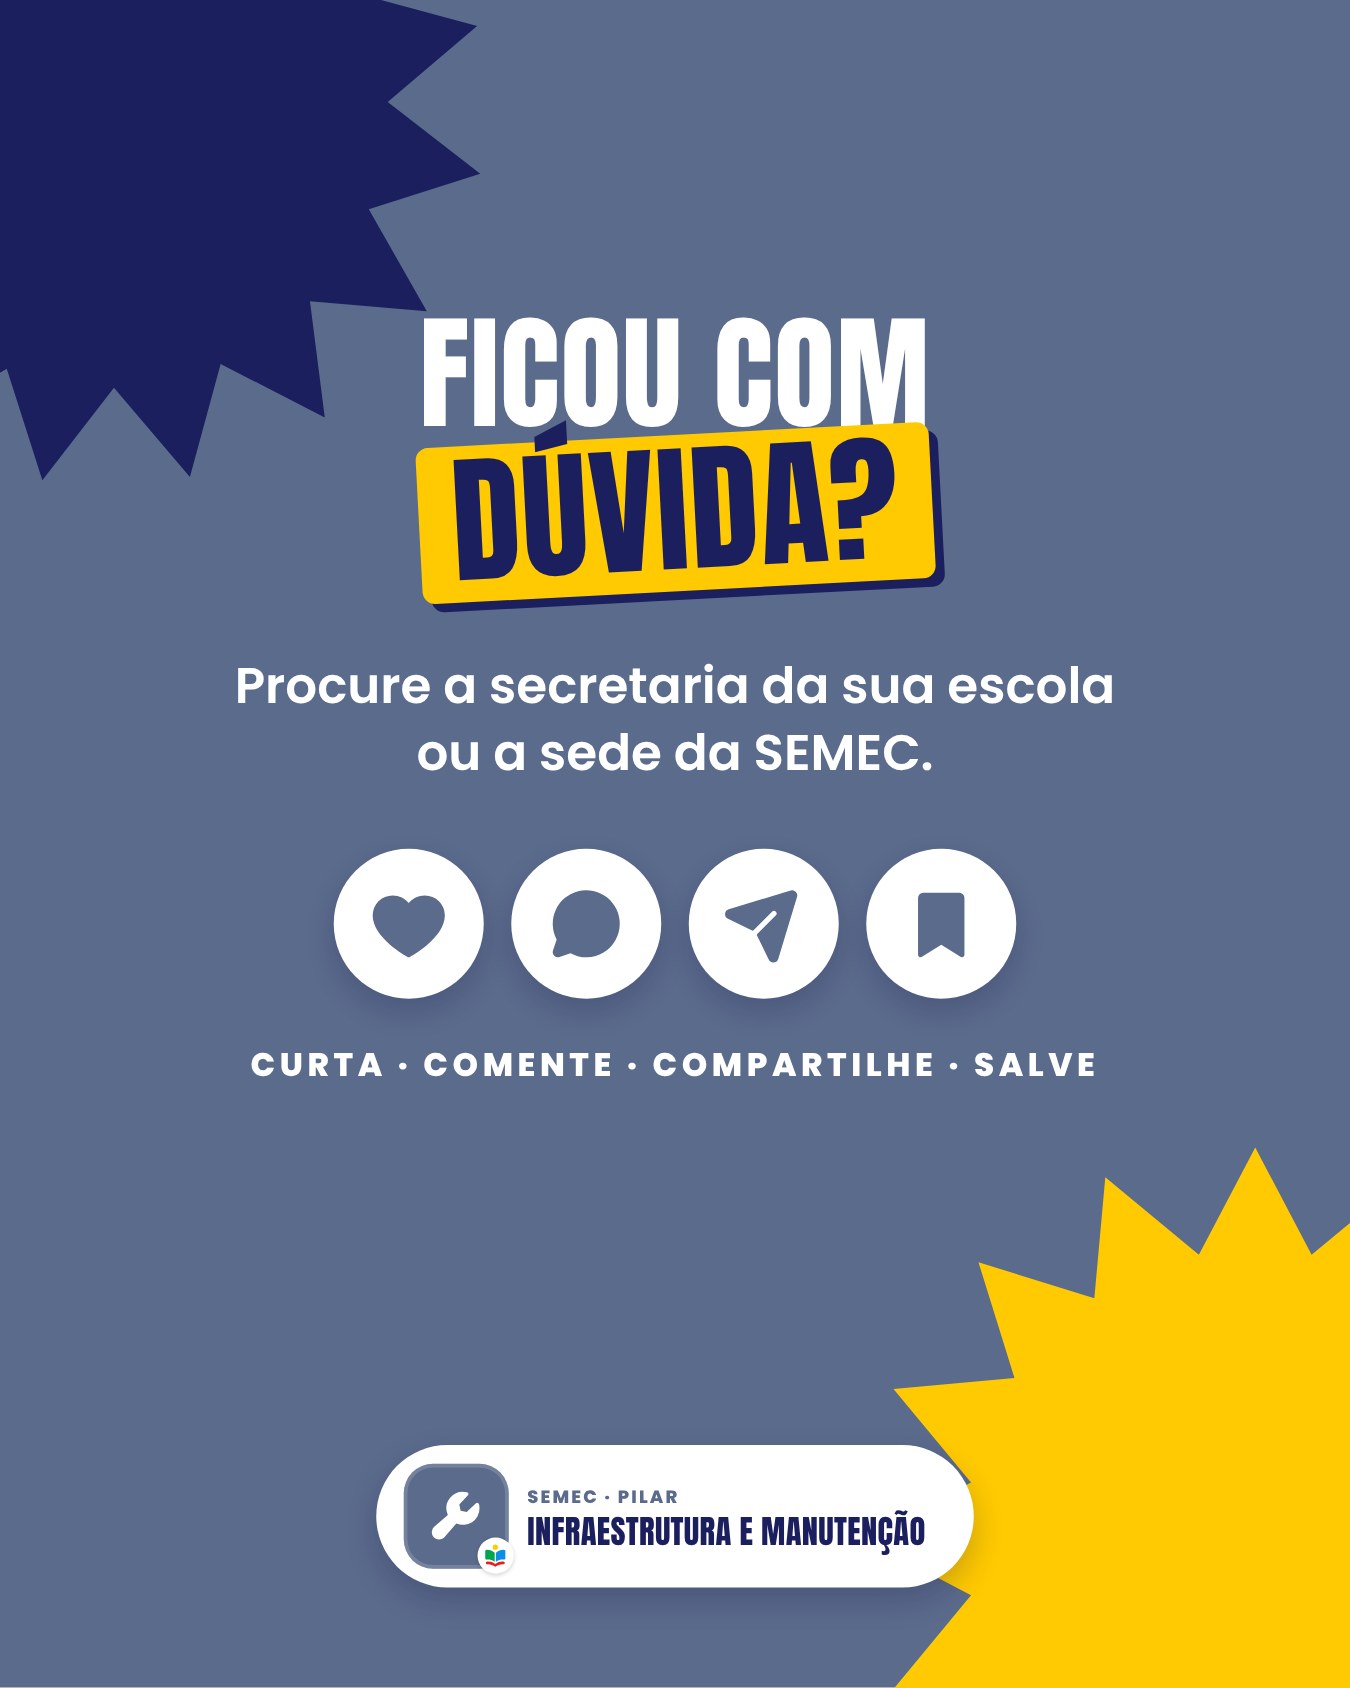 FICOU COM
DÚVIDA?
Procure a secretaria da sua escola
ou a sede da SEMEC.
CURTA · COMENTE · COMPARTILHE · SALVE
SEMEC · PILAR
INFRAESTRUTURA E MANUTENÇÃO